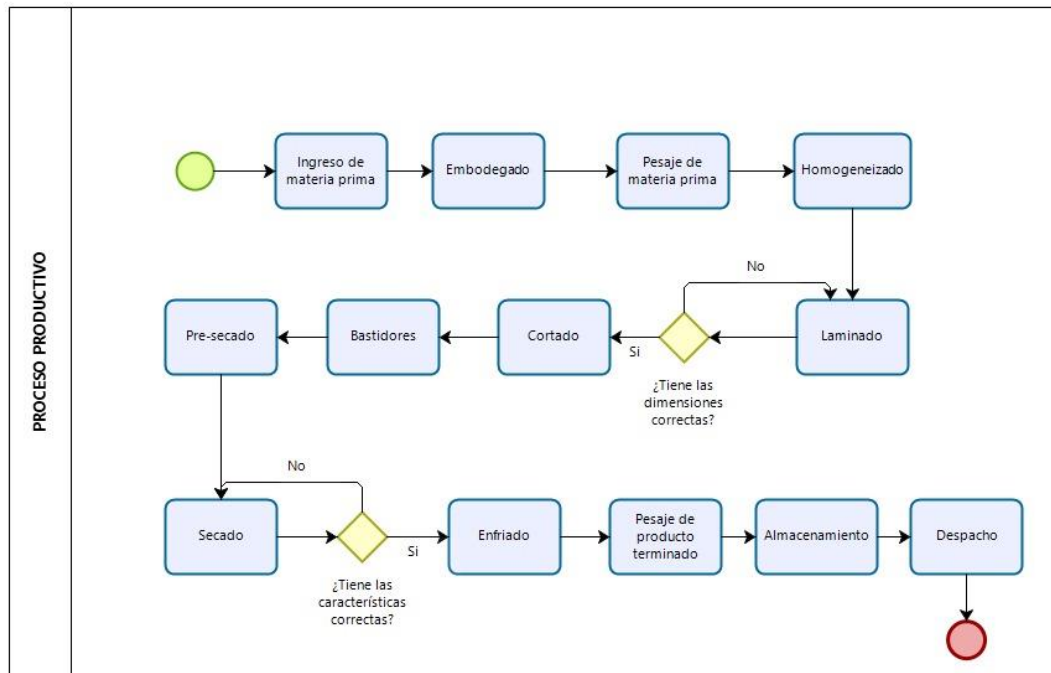 PROCESO PRODUCTIVO
Ingreso de
materia prima
Embodegado
Pesaje de
materia prima
Homogeneizado
No
Pre-secado
Bastidores
Cortado
Si
Laminado
¿Tiene las
dimensiones
correctas?
No
Secado
Si
Enfriado
Pesaje de
producto
terminado
Almacenamiento
Despacho
¿Tiene las
características
correctas?